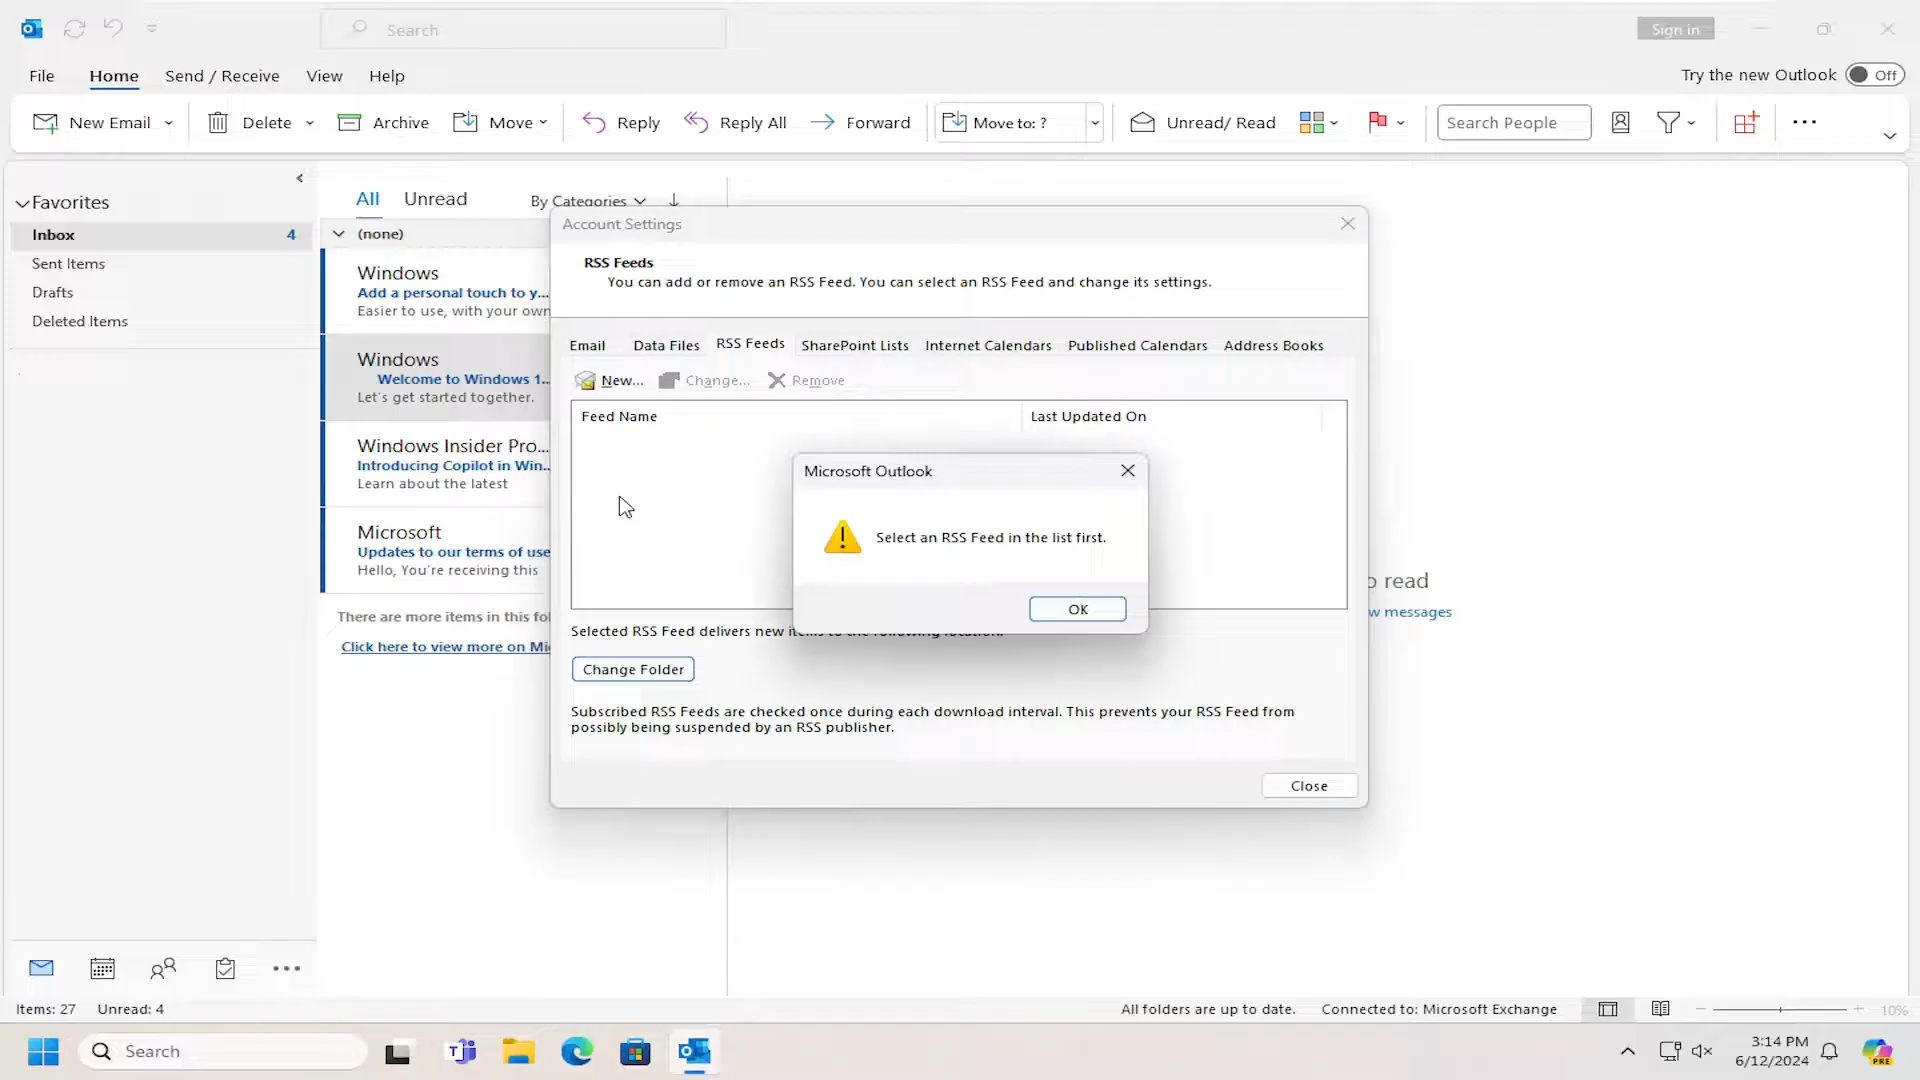 Search
Sign in
File
Home
Send / Receive
View
Help
Try the new Outlook
Off
New Email
Delete
Archive
Move
Reply
Reply All
Forward
Move to: ?
Unread/ Read
Search People
Favorites
Inbox
4
Sent Items
Drafts
Deleted Items
All
Unread
By Categories
(none)
Windows
Add a personal touch to y...
Easier to use, with your own
Windows
Welcome to Windows 1...
Let's get started together.
Windows Insider Pro...
Introducing Copilot in Win...
Learn about the latest
Microsoft
Updates to our terms of use
Hello, You're receiving this
There are more items in this fo
Click here to view more on Mi
Account Settings
RSS Feeds
You can add or remove an RSS Feed. You can select an RSS Feed and change its settings.
Email
Data Files
RSS Feeds
SharePoint Lists
Internet Calendars
Published Calendars
Address Books
New...
Change...
Remove
Feed Name
Last Updated On
Microsoft Outlook
Select an RSS Feed in the list first.
OK
Selected RSS Feed delivers new items to the following location:
Change Folder
Subscribed RSS Feeds are checked once during each download interval. This prevents your RSS Feed from
possibly being suspended by an RSS publisher.
Close
o read
w messages
Items: 27
Unread: 4
All folders are up to date.
Connected to: Microsoft Exchange
10%
Search
3:14 PM
6/12/2024
PRE